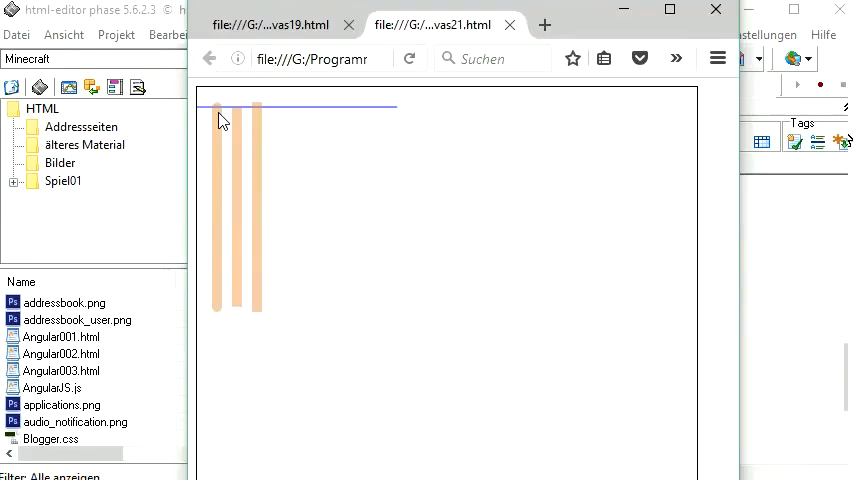 html-editor phase 5.6.2.3 © h
Datei Ansicht Projekt Bearbei
Minecraft
HTML
Addressseiten
älteres Material
Bilder
Spiel01
Name
addressbook.png
addressbook_user.png
Angular001.html
Angular002.html
Angular003.html
AngularJS.js
applications.png
audio_notification.png
Blogger.css
Filter: Alle anzeigen
file:///G:/...vas19.html
file:///G:/...vas21.html
file:///G:/Programr
Suchen
stellungen Hilfe
Tags